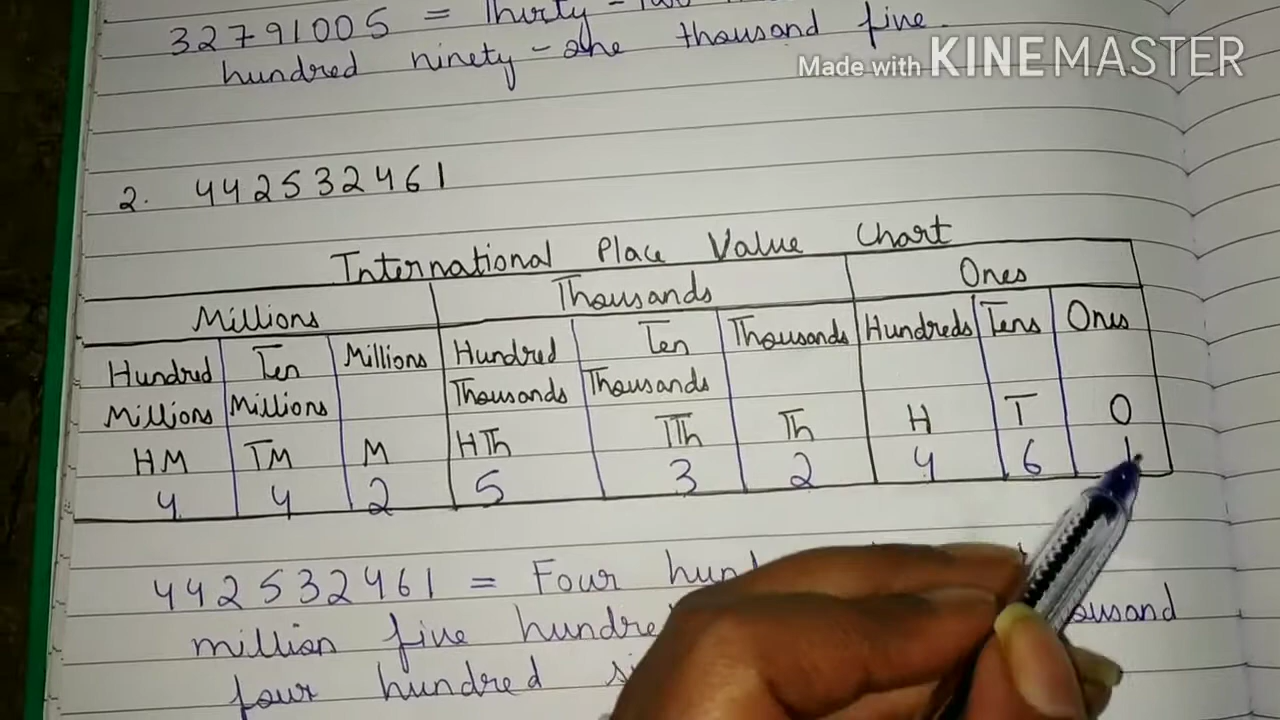 32791005 = Thirty-Two
hundred ninety-one thousand five
Made with KINEMASTER
2. 442532461
International Place Value Chart
Millions Thousands Ones
Hundred Millions Ten Millions Millions Hundred Thousands Ten Thousands Thousands Hundreds Tens Ones
HM TM M HTh TTh Th H T O
4 4 2 5 3 2 4 6 1
442532461 = Four
million five
four hundred